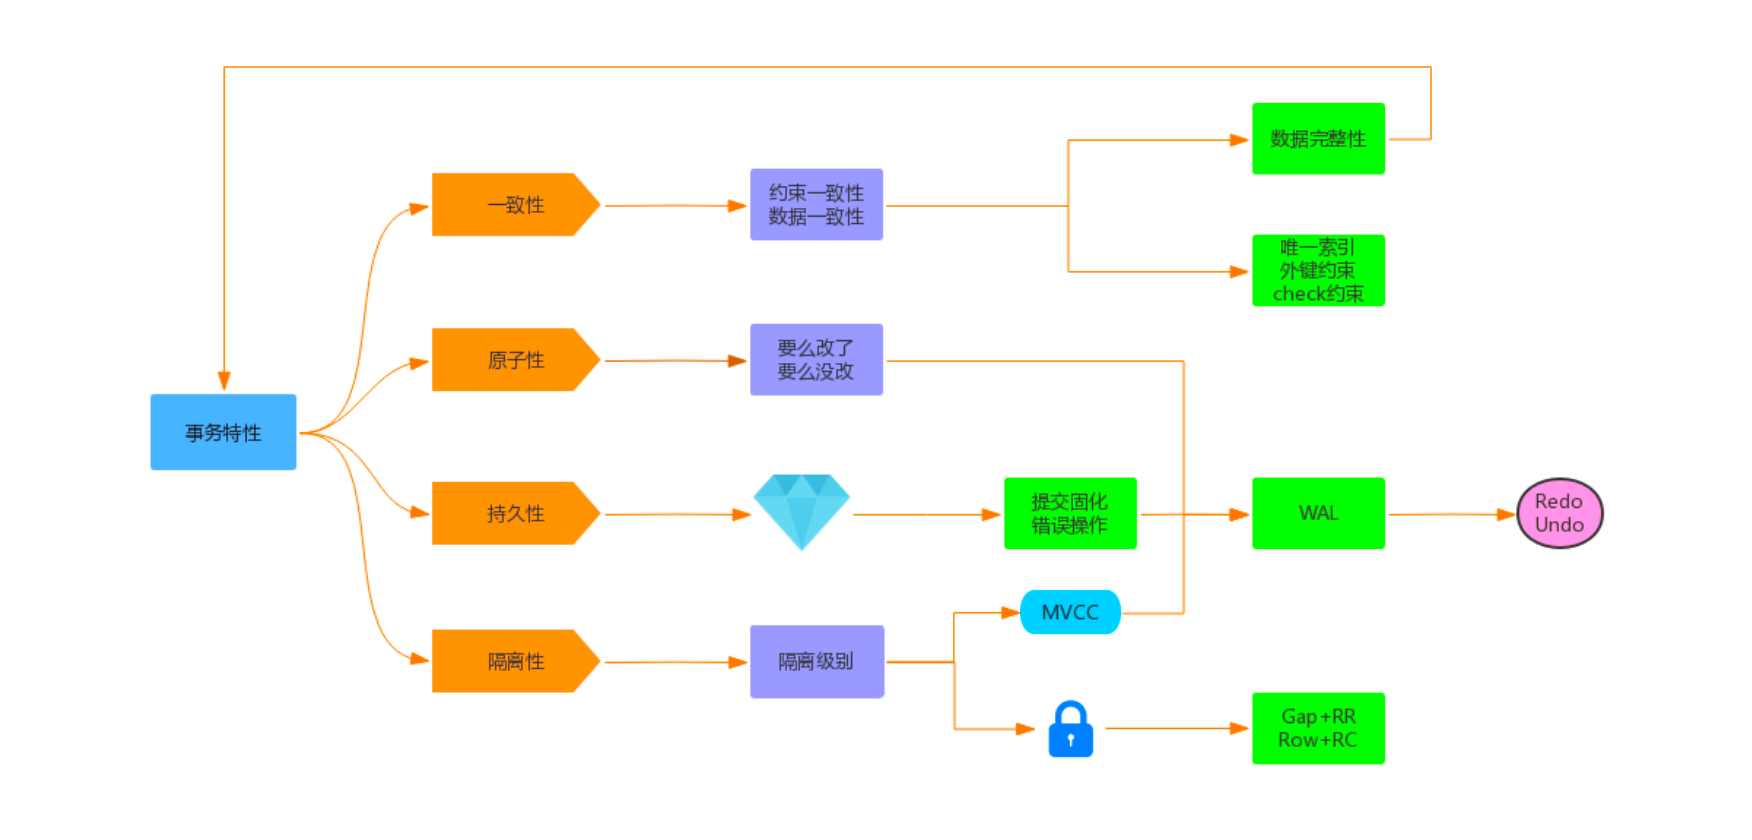 数据完整性
一致性
约束一致性
数据一致性
唯一索引
外键约束
check约束
原子性
要么改了
要么没改
事务特性
持久性
提交固化
错误操作
WAL
Redo
Undo
MVCC
隔离性
隔离级别
Gap+RR
Row+RC